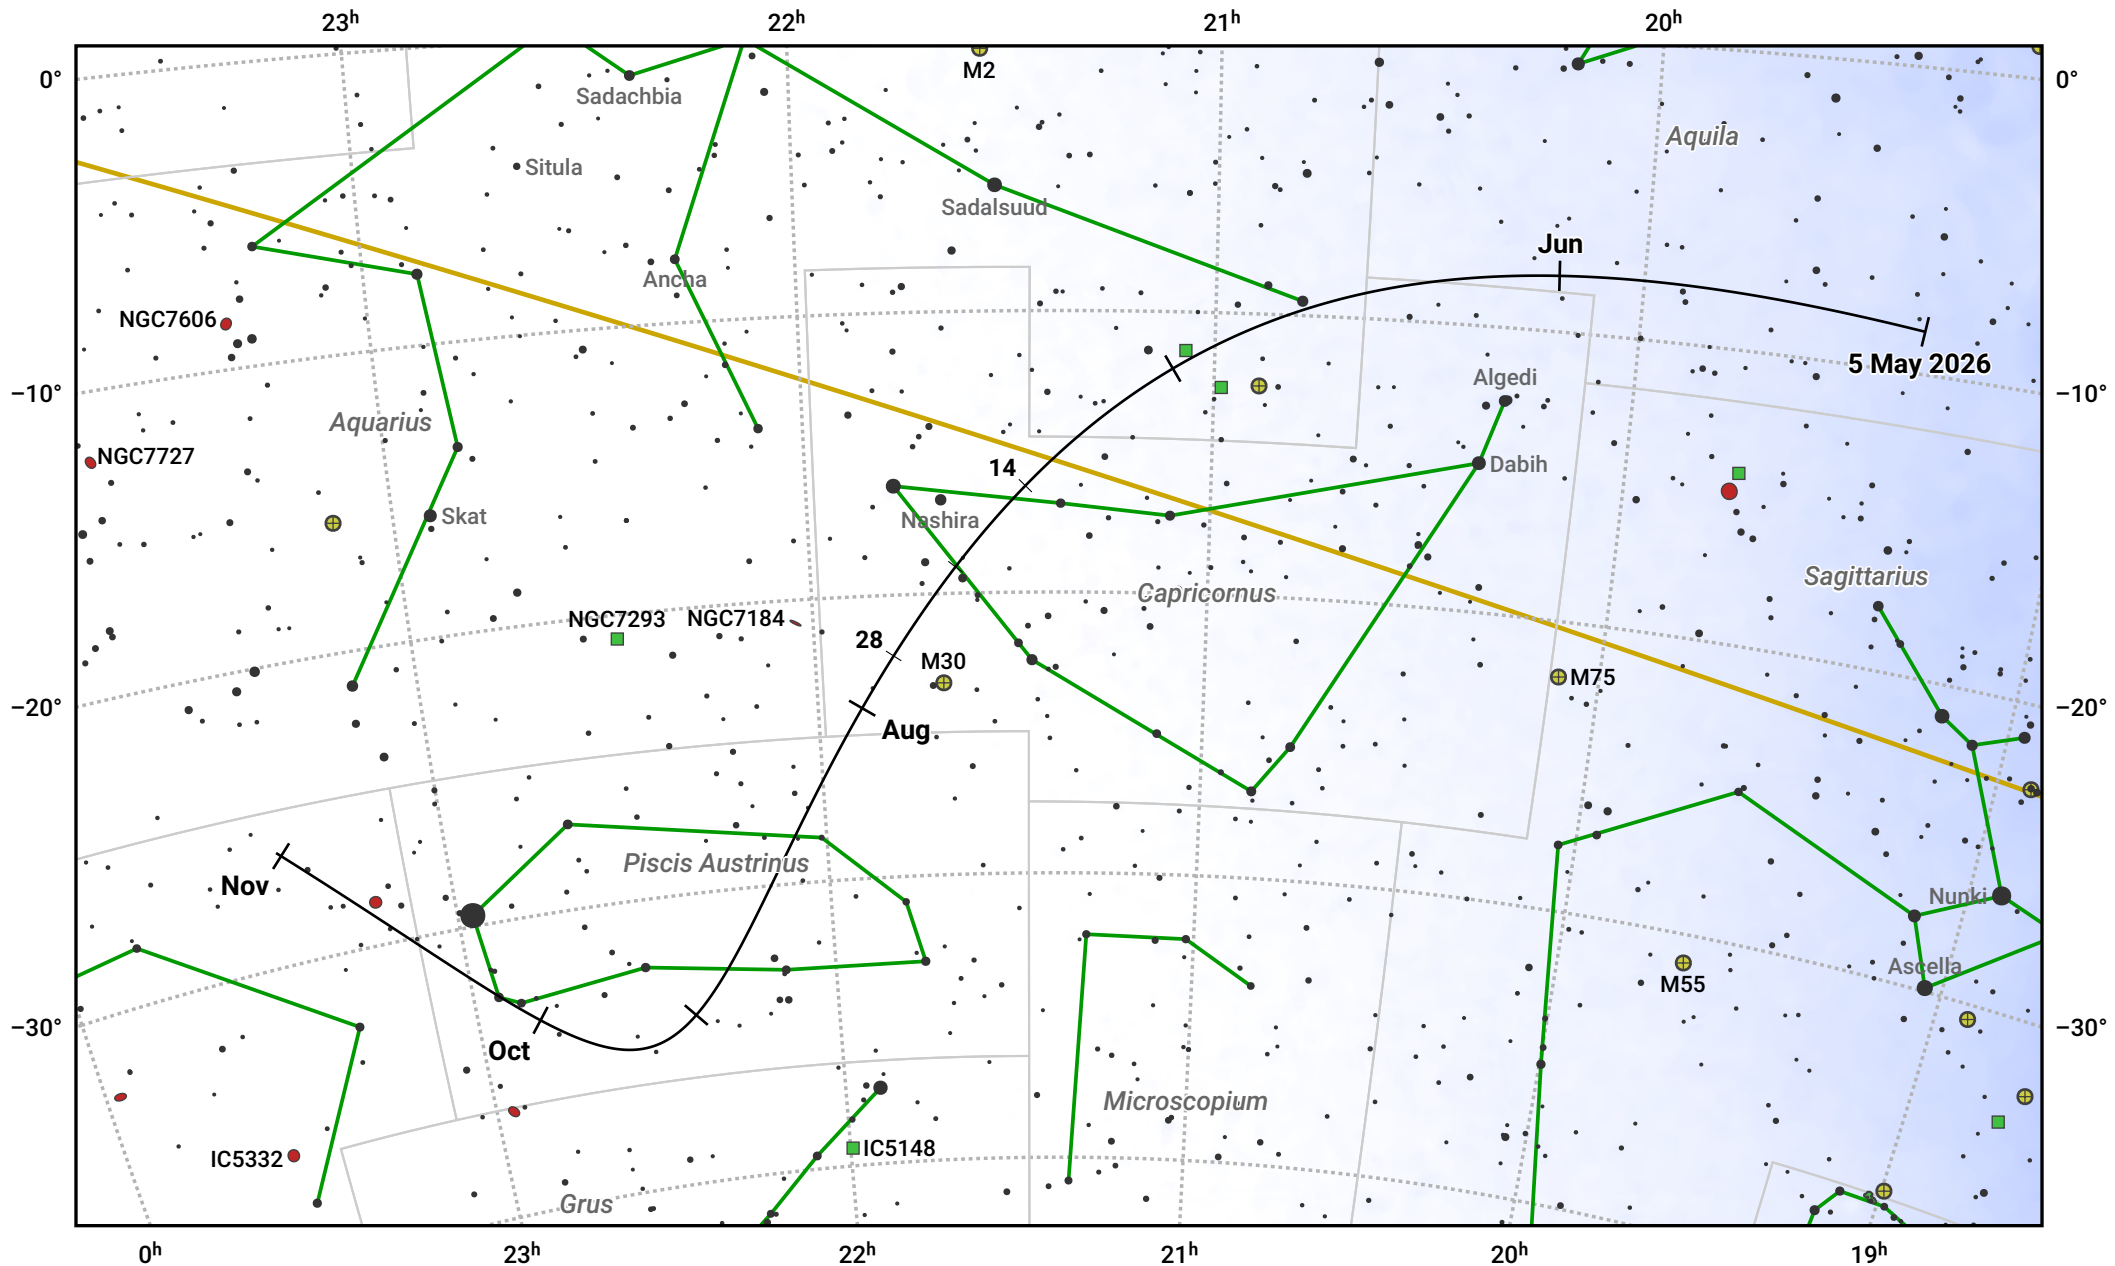 23ʰ 22ʰ 21ʰ 20ʰ
0° 0°
M2
Sadachbia
Aquila
Situla
Sadalsuud
Jun
Ancha
NGC7606
5 May 2026
Algedi
−10° −10°
Aquarius
NGC7727
Dabih
14
Skat
Nashira
Sagittarius
Capricornus
NGC7293
NGC7184
28
M30
M75
−20° −20°
Aug
Piscis Austrinus
Nov
Nunki
Ascella
M55
−30° −30°
Oct
Microscopium
IC5148
IC5332
Grus
0ʰ 23ʰ 22ʰ 21ʰ 20ʰ 19ʰ